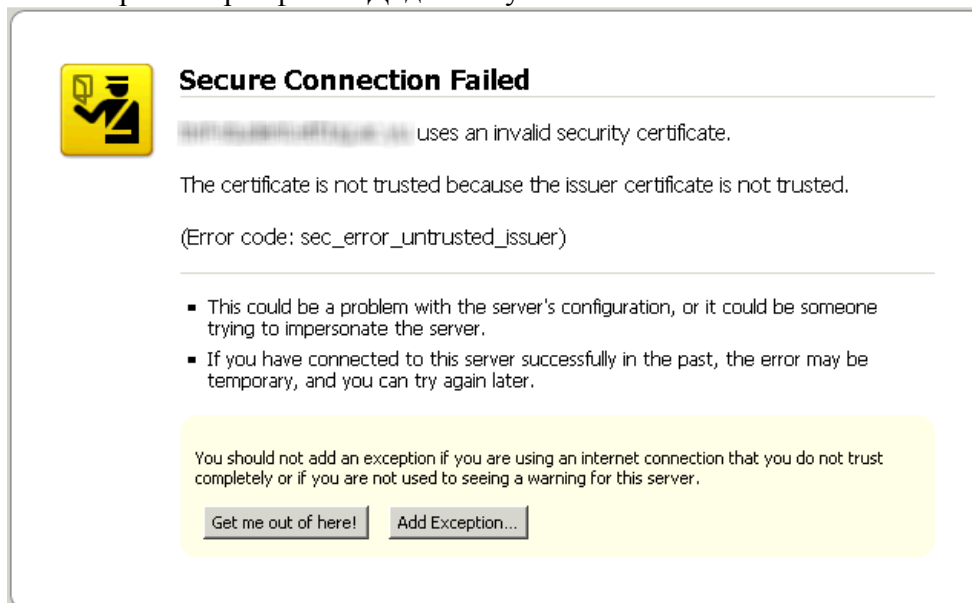 Secure Connection Failed
uses an invalid security certificate.
The certificate is not trusted because the issuer certificate is not trusted.
(Error code: sec_error_untrusted_issuer)
This could be a problem with the server's configuration, or it could be someone
trying to impersonate the server.
If you have connected to this server successfully in the past, the error may be
temporary, and you can try again later.
You should not add an exception if you are using an internet connection that you do not trust
completely or if you are not used to seeing a warning for this server.
Get me out of here! Add Exception...